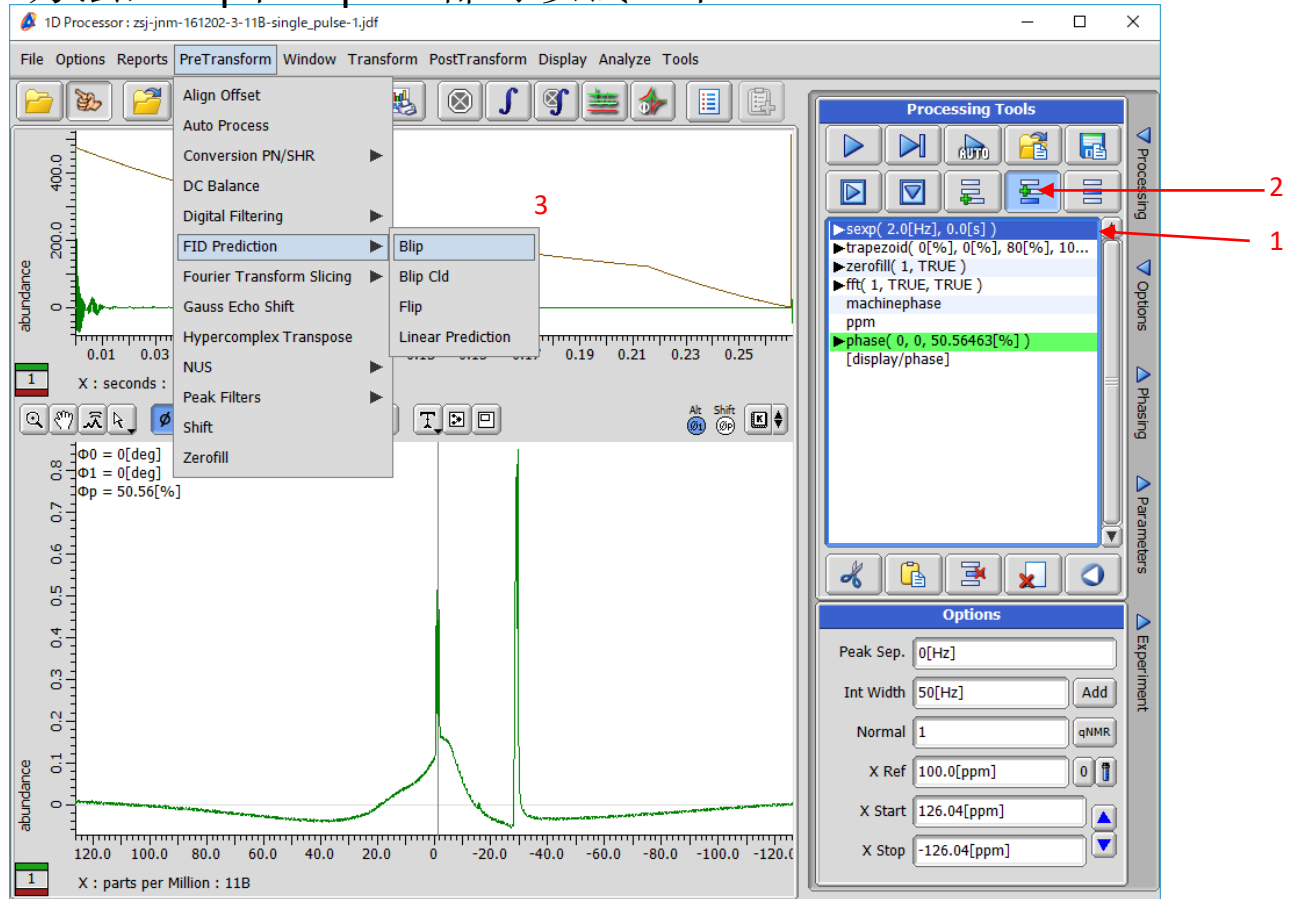 1D Processor : zsj-jnm-161202-3-11B-single_pulse-1.jdf
File Options Reports PreTransform Window Transform PostTransform Display Analyze Tools
Align Offset
Auto Process
Conversion PN/SHR
DC Balance
Digital Filtering
FID Prediction
Fourier Transform Slicing
Gauss Echo Shift
Hypercomplex Transpose
NUS
Peak Filters
Shift
Zerofill
3
Blip
Blip Cld
Flip
Linear Prediction
400.0
200.0
0
abundance
0.01 0.03 0.19 0.21 0.23 0.25
1
X : seconds :
Alt Shift
Φ0 = 0[deg]
Φ1 = 0[deg]
Φp = 50.56[%]
0.8
0.7
0.6
0.5
0.4
0.3
0.2
0.1
0
abundance
120.0 100.0 80.0 60.0 40.0 20.0 0 -20.0 -40.0 -60.0 -80.0 -100.0 -120.0
1
X : parts per Million : 11B
Processing Tools
AUTO
2
1
sexp( 2.0[Hz], 0.0[s] )
trapezoid( 0[%], 0[%], 80[%], 10...
zerofill( 1, TRUE )
fft( 1, TRUE, TRUE )
machinephase
ppm
phase( 0, 0, 50.56463[%] )
[display/phase]
Options
Peak Sep. 0[Hz]
Int Width 50[Hz] Add
Normal 1 qNMR
X Ref 100.0[ppm] 0
X Start 126.04[ppm]
X Stop -126.04[ppm]
Processing
Options
Phasing
Parameters
Experiment